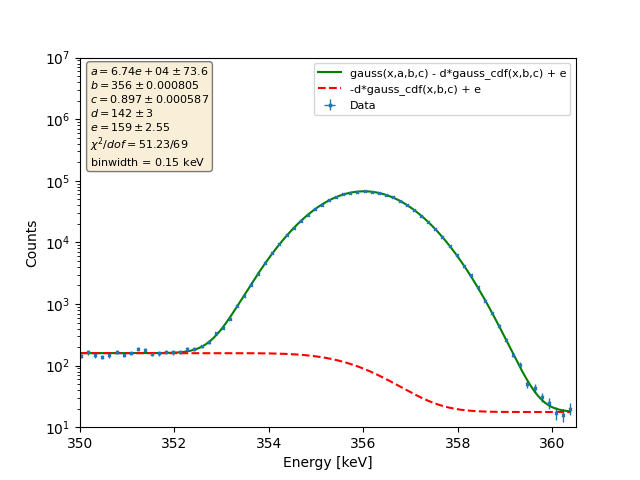 a = 6.74e + 04 ± 73.6
b = 356 ± 0.000805
c = 0.897 ± 0.000587
d = 142 ± 3
e = 159 ± 2.55
χ²/dof = 51.23/69
binwidth = 0.15 keV
gauss(x,a,b,c) - d*gauss_cdf(x,b,c) + e
-d*gauss_cdf(x,b,c) + e
Data
10⁷
10⁶
10⁵
10⁴
10³
10²
10¹
Counts
350 352 354 356 358 360
Energy [keV]